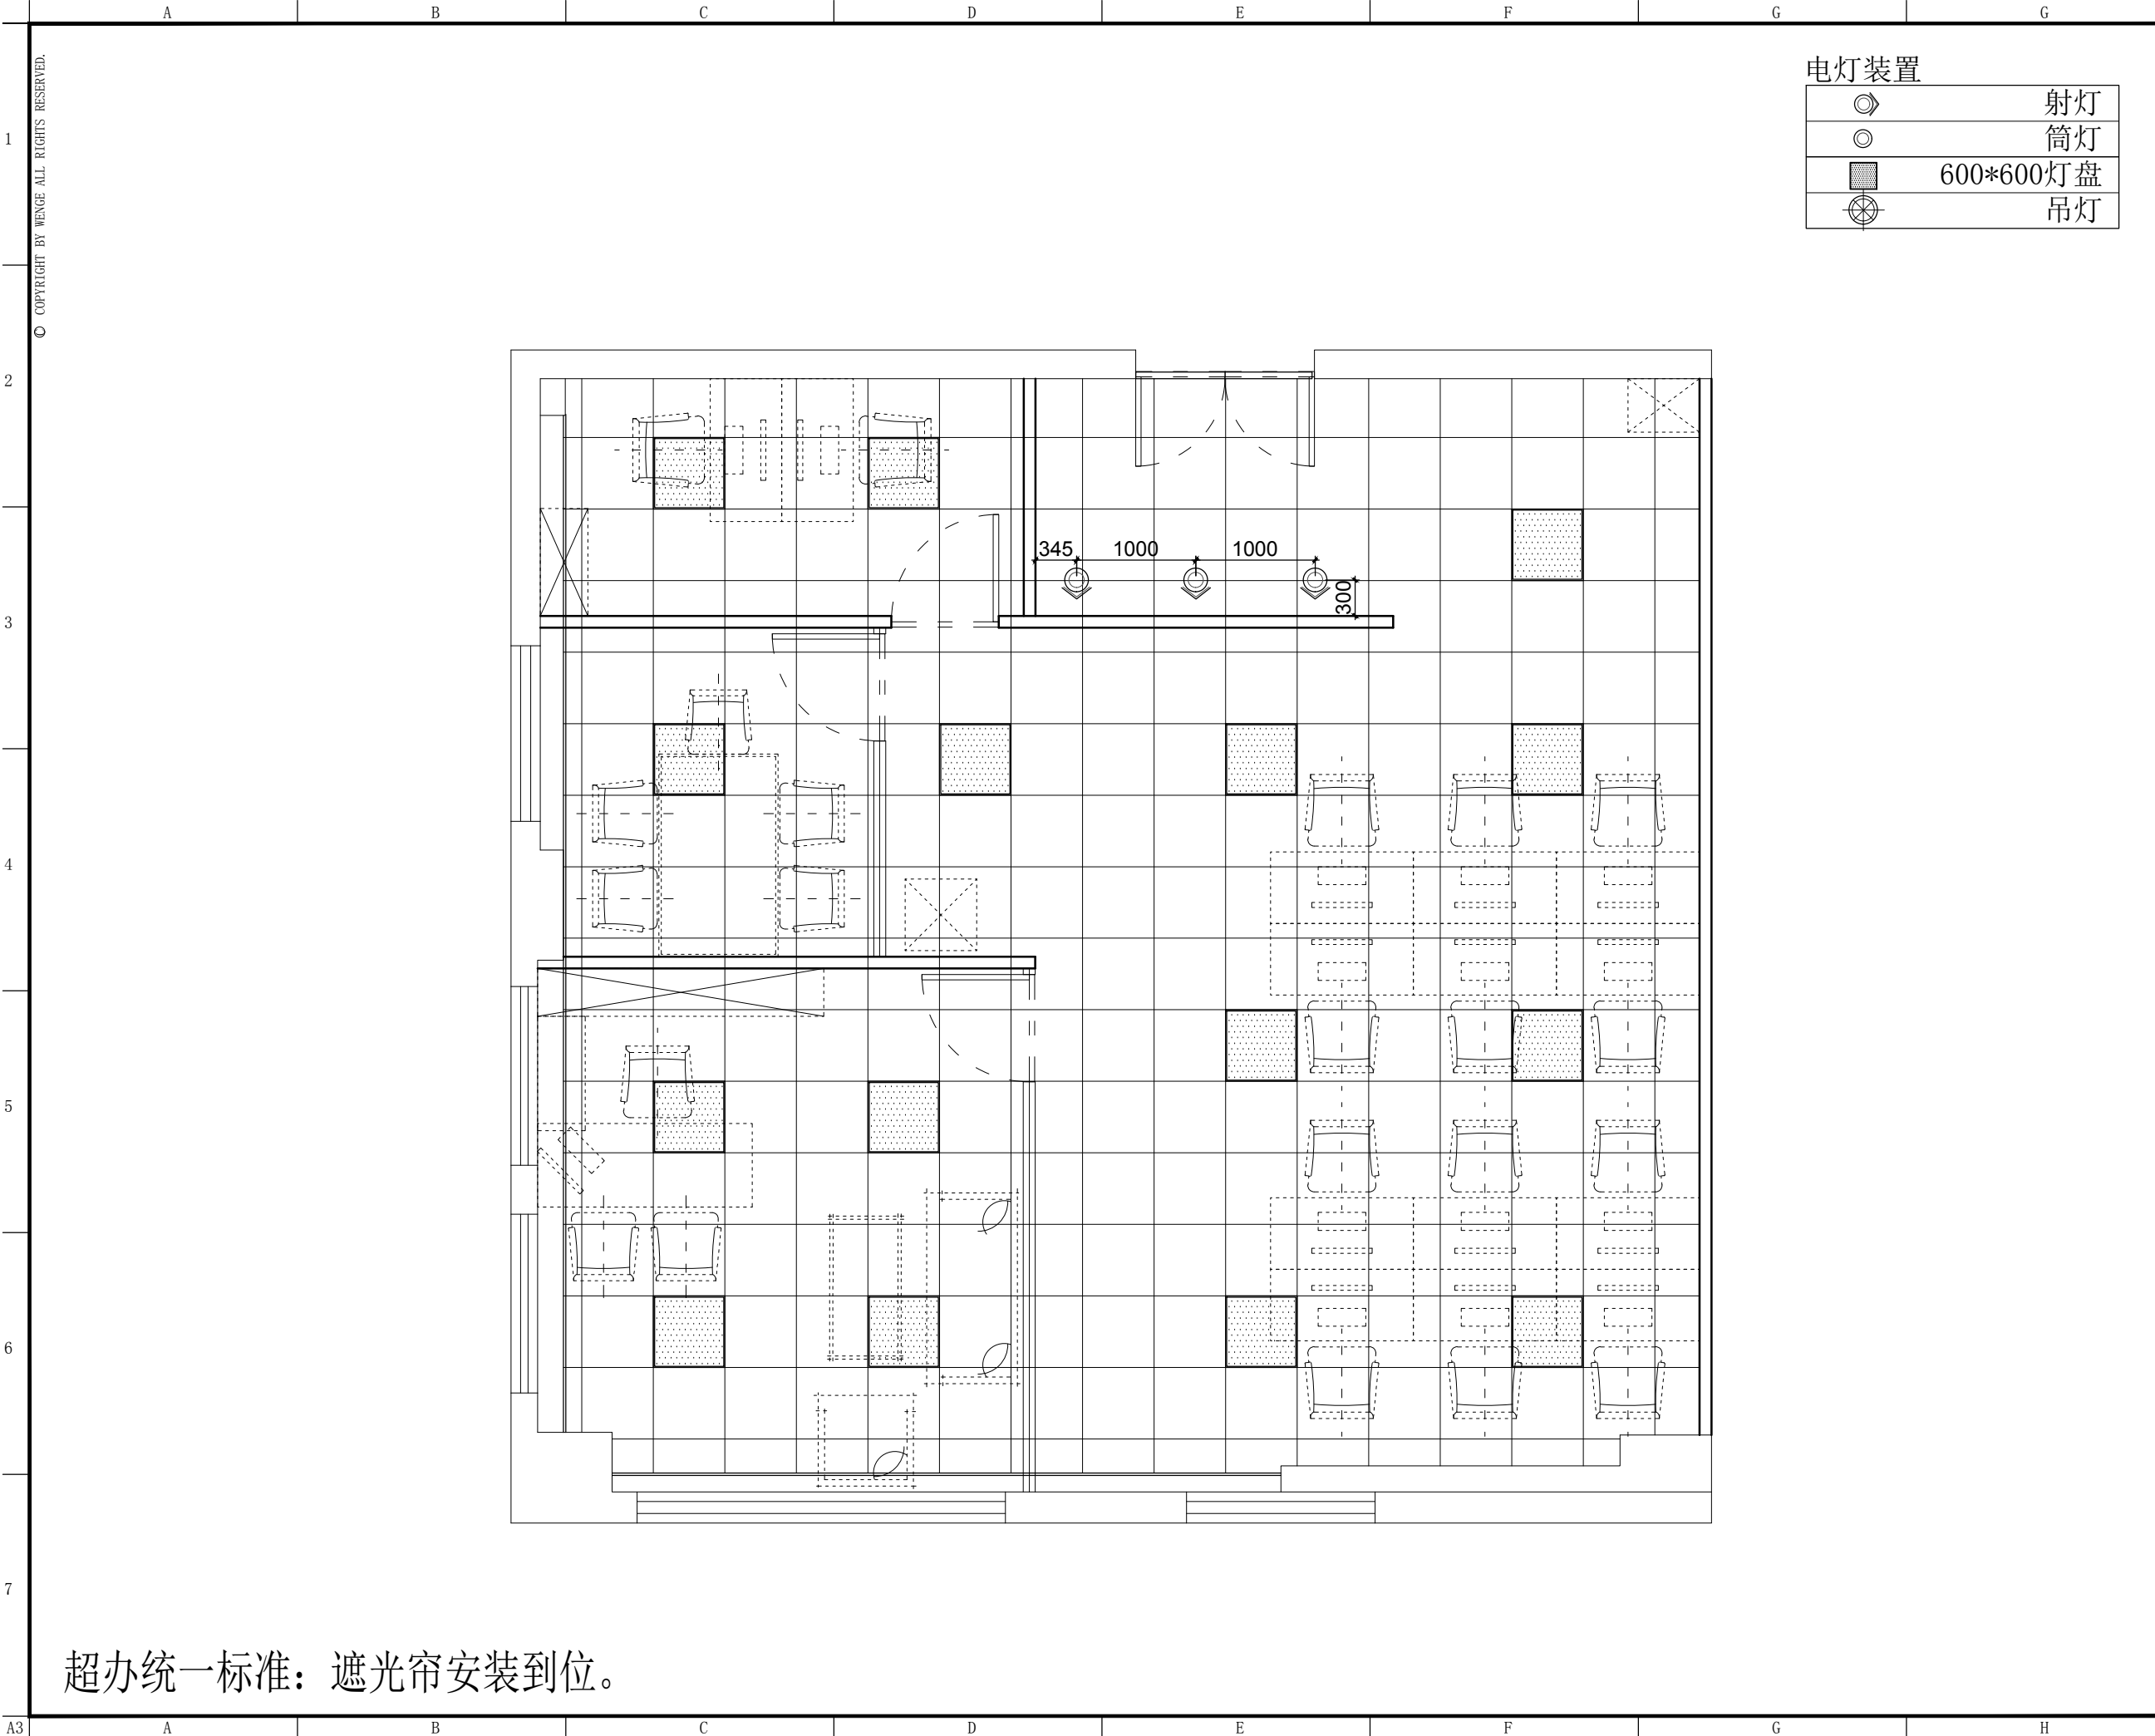 A B C D E F G G
© COPYRIGHT BY WENGE ALL RIGHTS RESERVED.
电灯装置
射灯
筒灯
600*600灯盘
吊灯
1
2
345 1000 1000
300
3
4
5
6
7
超办统一标准：遮光帘安装到位。
A3 A B C D E F G H